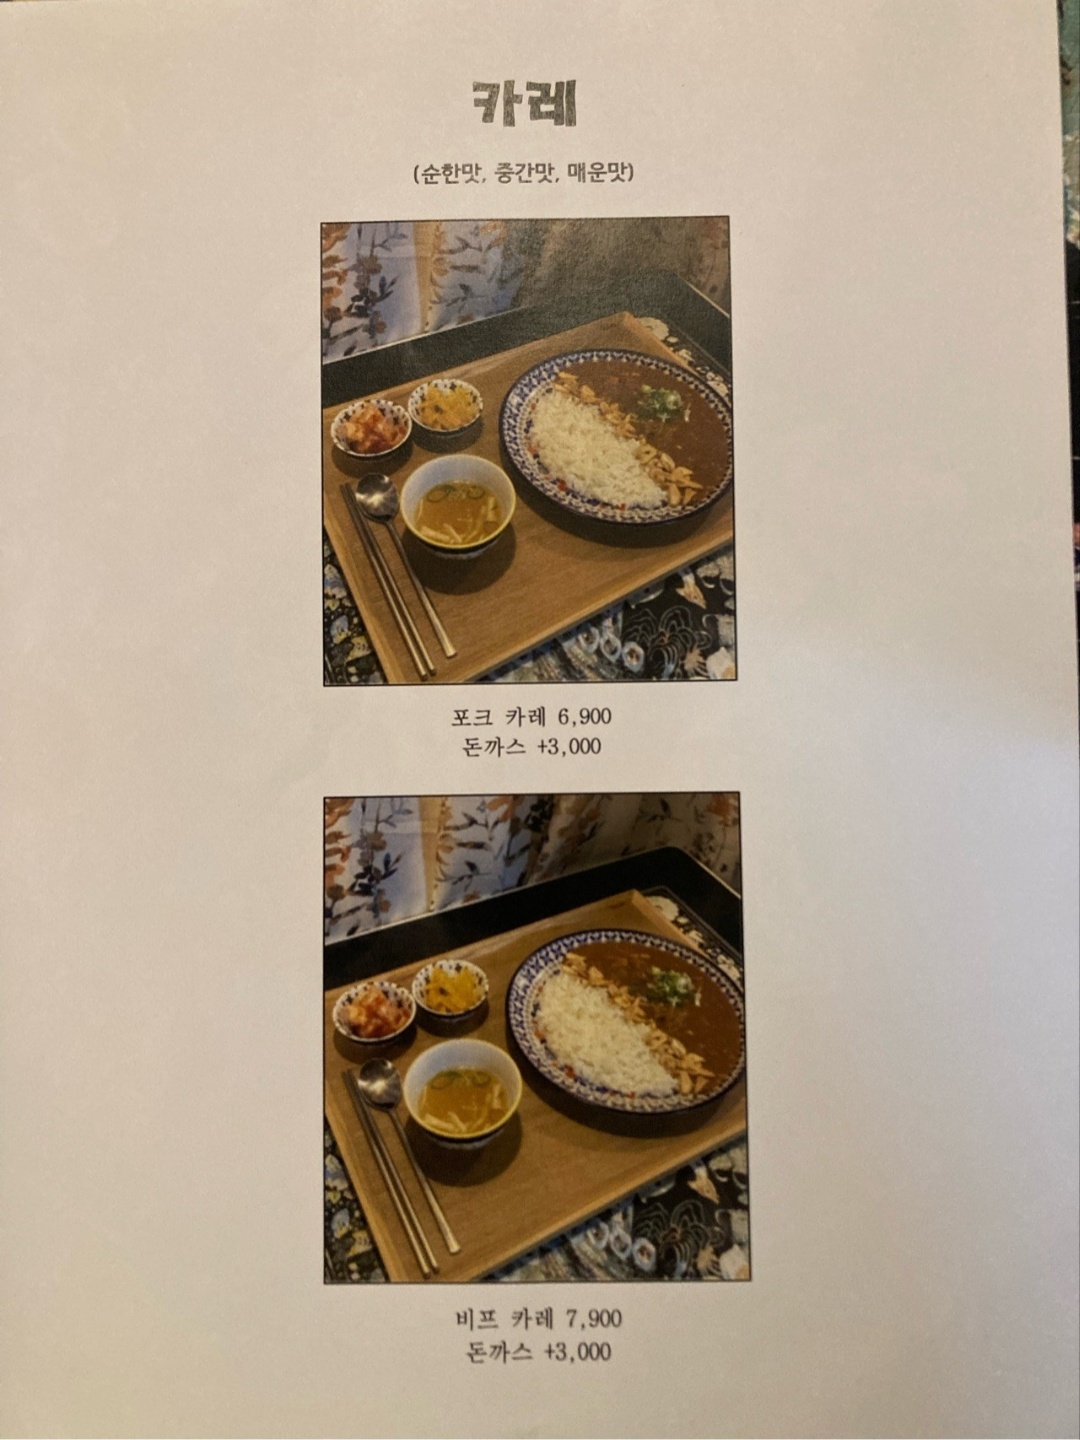 카레
(순한맛, 중간맛, 매운맛)
포크 카레 6,900
돈까스 +3,000
비프 카레 7,900
돈까스 +3,000